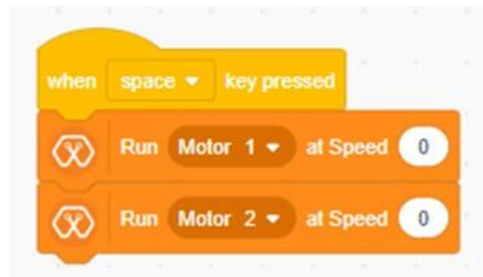 when space key pressed
Run Motor 1 at Speed 0
Run Motor 2 at Speed 0